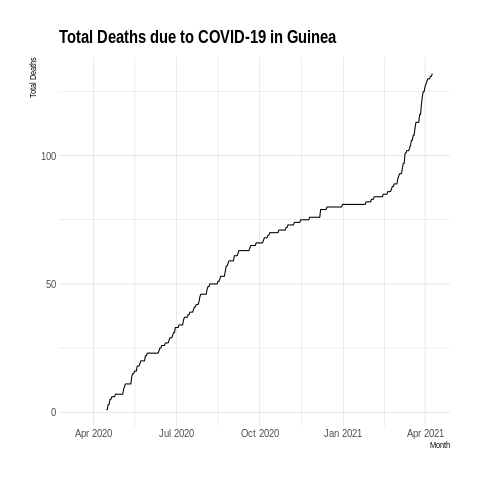 Total Deaths due to COVID-19 in Guinea
Total Deaths
100
50
0
Apr 2020 Jul 2020 Oct 2020 Jan 2021 Apr 2021
Month